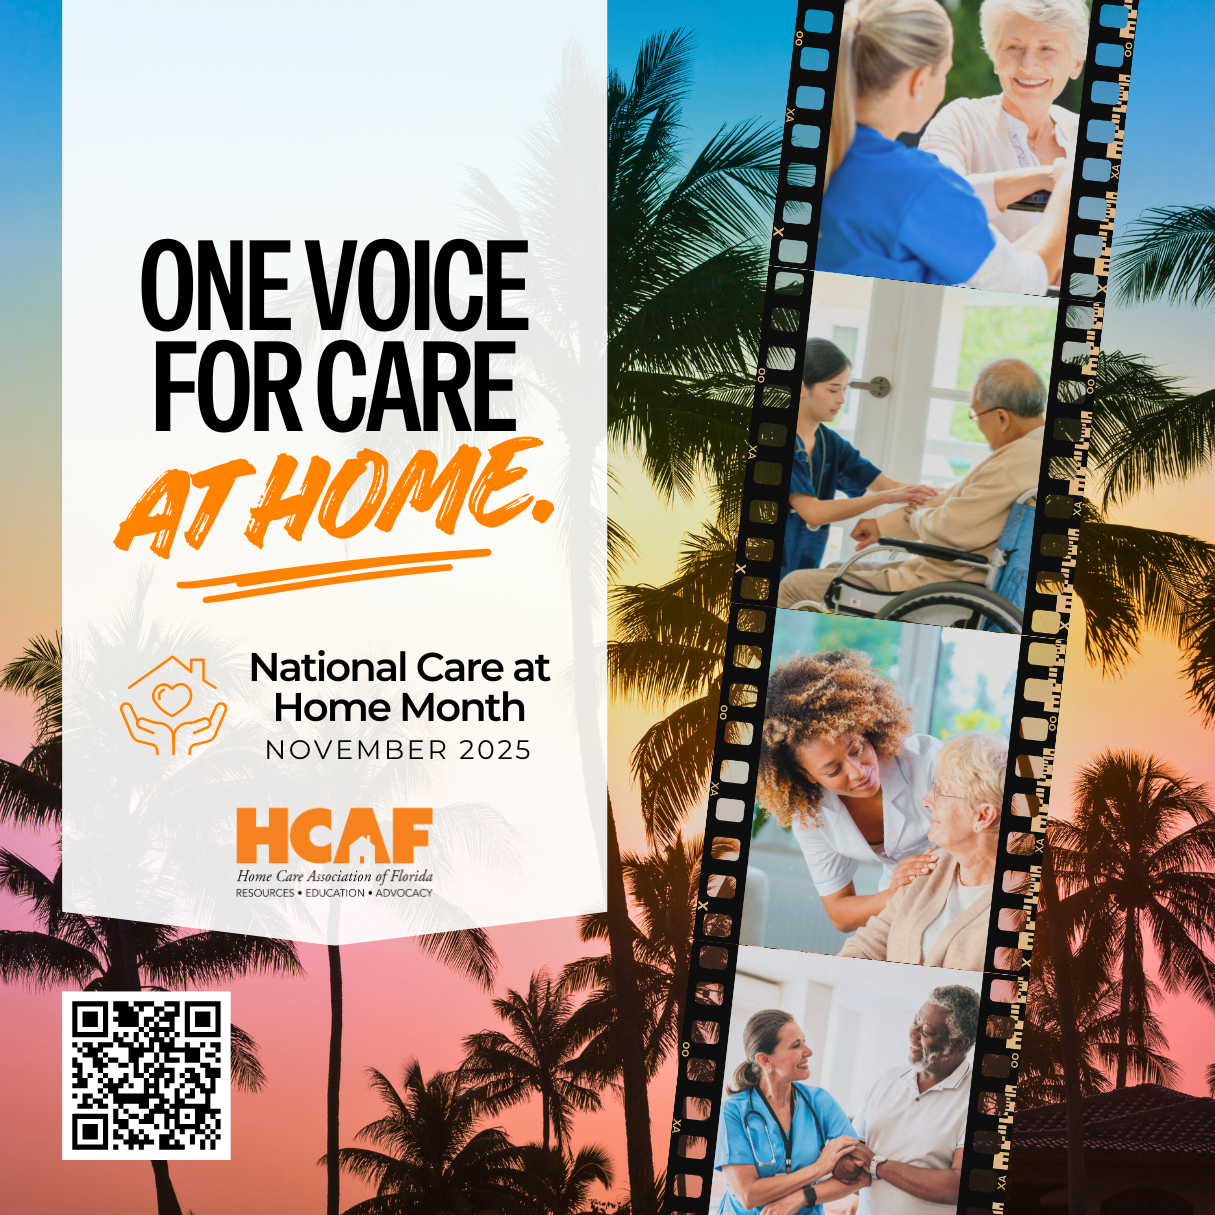 ONE VOICE
FOR CARE
AT HOME.
National Care at
Home Month
NOVEMBER 2025
HCAF
Home Care Association of Florida
RESOURCES • EDUCATION • ADVOCACY